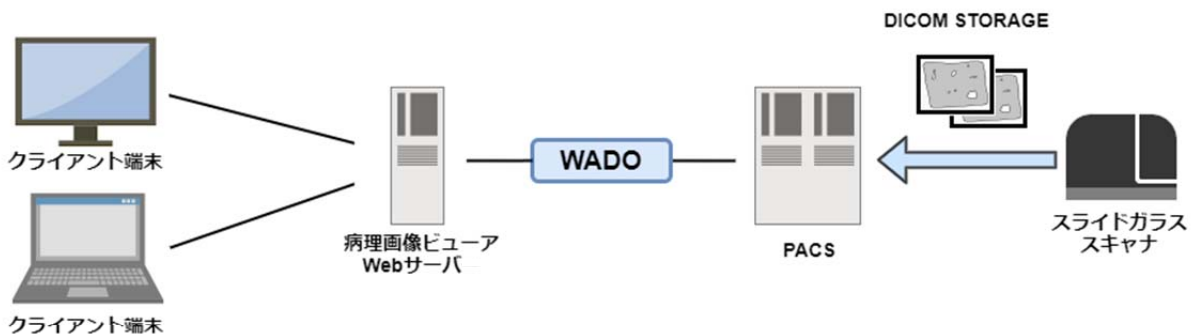 DICOM STORAGE
クライアント端末
WADO
病理画像ビューア
Webサーバ
PACS
スライドガラス
スキャナ
クライアント端末